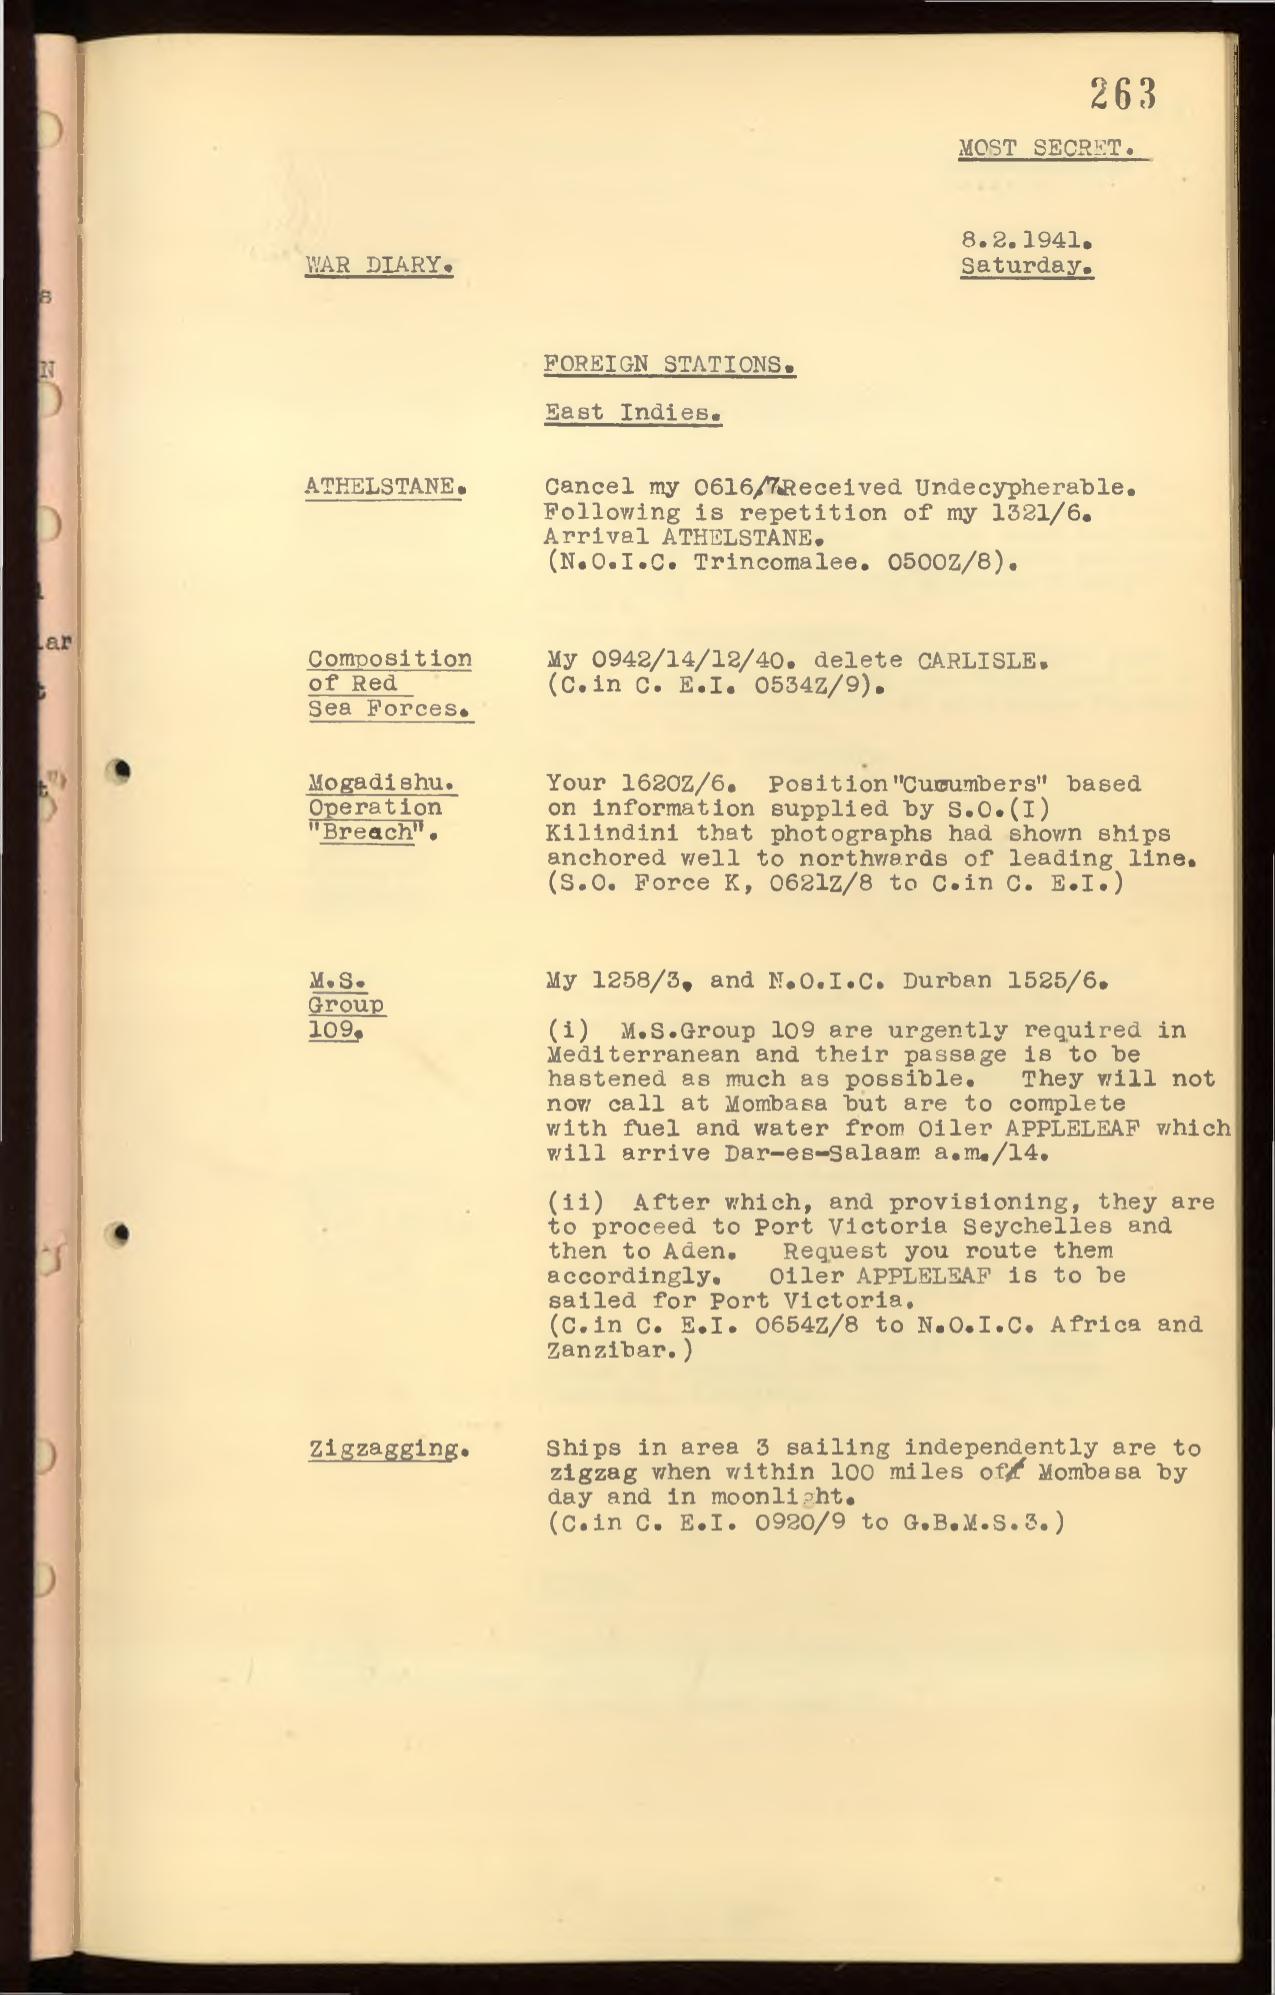 263
MOST SECRET.
8.2.1941.
WAR DIARY.
Saturday.
FOREIGN STATIONS.
East Indies.
ATHELSTANE.
Cancel my 0616/7.Received Undecypherable.
Following is repetition of my 1321/6.
Arrival ATHELSTANE.
(N.O.I.C. Trincomalee. 0500Z/8).
Composition
of Red
Sea Forces.
My 0942/14/12/40. delete CARLISLE.
(C.in C. E.I. 0534Z/9).
Mogadishu.
Operation
"Breach".
Your 1620Z/6. Position "Cucumbers" based
on information supplied by S.O.(I)
Kilindini that photographs had shown ships
anchored well to northwards of leading line.
(S.O. Force K, 0621Z/8 to C.in C. E.I.)
M.S.
Group
109.
My 1258/3, and N.O.I.C. Durban 1525/6.
(i) M.S.Group 109 are urgently required in
Mediterranean and their passage is to be
hastened as much as possible. They will not
now call at Mombasa but are to complete
with fuel and water from Oiler APPLELEAF which
will arrive Dar-es-Salaam a.m./14.
(ii) After which, and provisioning, they are
to proceed to Port Victoria Seychelles and
then to Aden. Request you route them
accordingly. Oiler APPLELEAF is to be
sailed for Port Victoria.
(C.in C. E.I. 0654Z/8 to N.O.I.C. Africa and
Zanzibar.)
Zigzagging.
Ships in area 3 sailing independently are to
zigzag when within 100 miles of Mombasa by
day and in moonlight.
(C.in C. E.I. 0920/9 to G.B.M.S.3.)
s
N
lar
t
t"